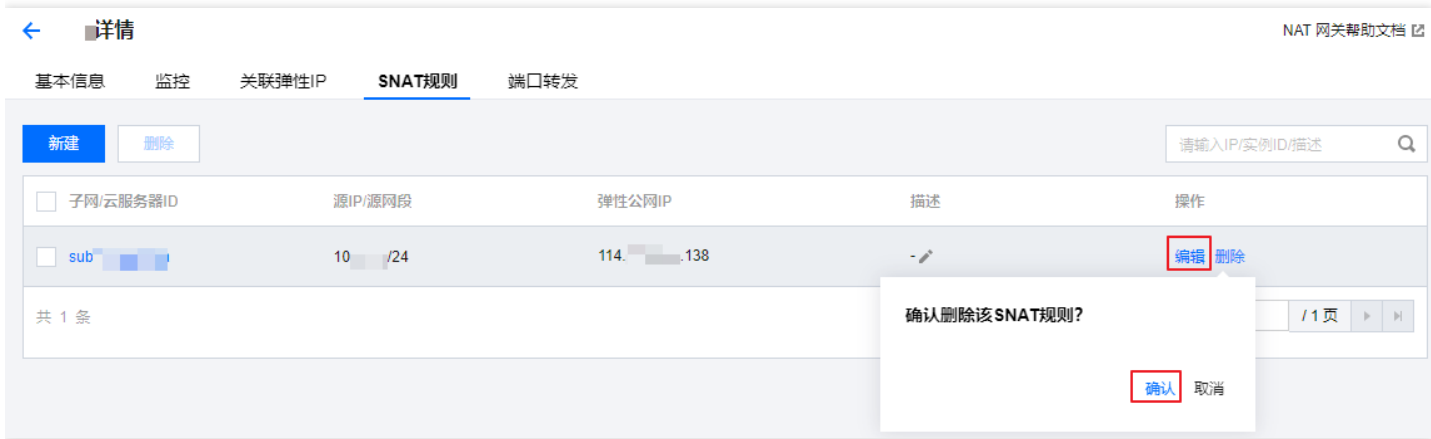 详情
NAT 网关帮助文档
基本信息 监控 关联弹性IP SNAT规则 端口转发
新建 删除 请输入IP/实例ID/描述
子网/云服务器ID 源IP/源网段 弹性公网IP 描述 操作
sub 10 /24 114. .138 - 编辑 删除
确认删除该SNAT规则?
共 1 条 / 1 页
确认 取消